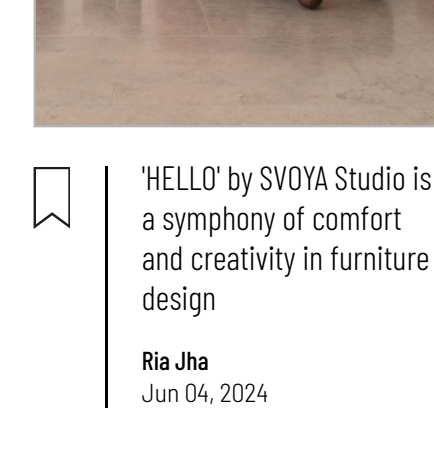 'HELLO' by SVOYA Studio is
a symphony of comfort
and creativity in furniture
design
Ria Jha
Jun 04, 2024